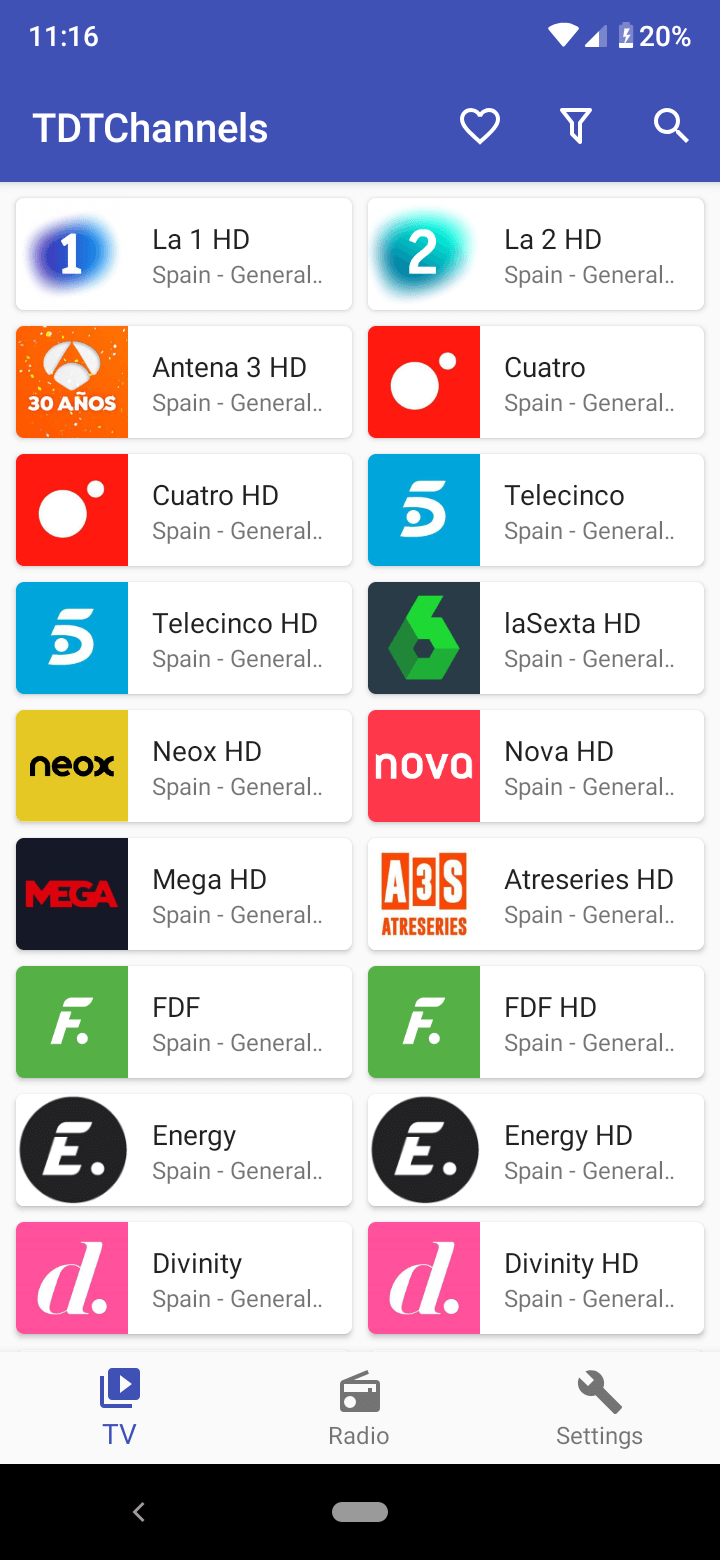 11:16 20%
TDTChannels
1 La 1 HD
Spain - General..
2 La 2 HD
Spain - General..
30 AÑOS Antena 3 HD
Spain - General..
Cuatro
Spain - General..
Cuatro HD
Spain - General..
5 Telecinco
Spain - General..
5 Telecinco HD
Spain - General..
6 laSexta HD
Spain - General..
neox Neox HD
Spain - General..
nova Nova HD
Spain - General..
MEGA Mega HD
Spain - General..
A3S
ATRESERIES
Atreseries HD
Spain - General..
F. FDF
Spain - General..
F. FDF HD
Spain - General..
E. Energy
Spain - General..
E. Energy HD
Spain - General..
d. Divinity
Spain - General..
d. Divinity HD
Spain - General..
TV Radio Settings